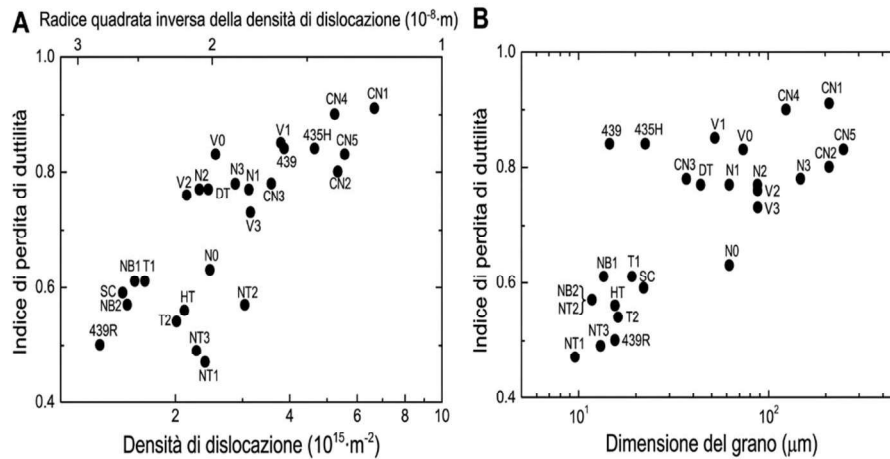 A
Radice quadrata inversa della densità di dislocazione (10⁻⁸·m)
3 2 1
Indice di perdita di duttilità
1.0
0.8
0.6
0.4
CN4 CN1
V0 V1 435H
439 CN5
N2 N3 N1 CN2
V2 DT CN3
V3
N0
NB1 T1
SC HT NT2
NB2
439R T2
NT3
NT1
2 4 6 8 10
Densità di dislocazione (10¹⁵·m⁻²)
B
Indice di perdita di duttilità
1.0
0.8
0.6
0.4
CN4 CN1
439 435H V1 V0 CN5
CN3 DT N1 N2 N3 CN2
V2
V3
N0
NB1 T1
SC
NB2 HT
NT2 T2
NT3
NT1 439R
10¹ 10²
Dimensione del grano (μm)